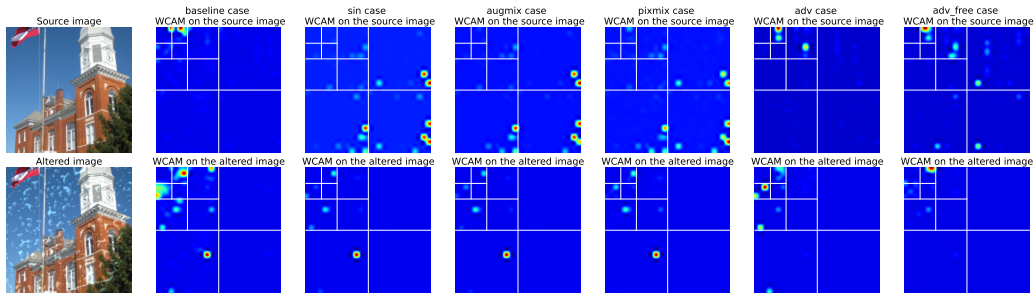 Source image
baseline case
WCAM on the source image
sin case
WCAM on the source image
augmix case
WCAM on the source image
pixmix case
WCAM on the source image
adv case
WCAM on the source image
adv_free case
WCAM on the source image
Altered image
WCAM on the altered image
WCAM on the altered image
WCAM on the altered image
WCAM on the altered image
WCAM on the altered image
WCAM on the altered image